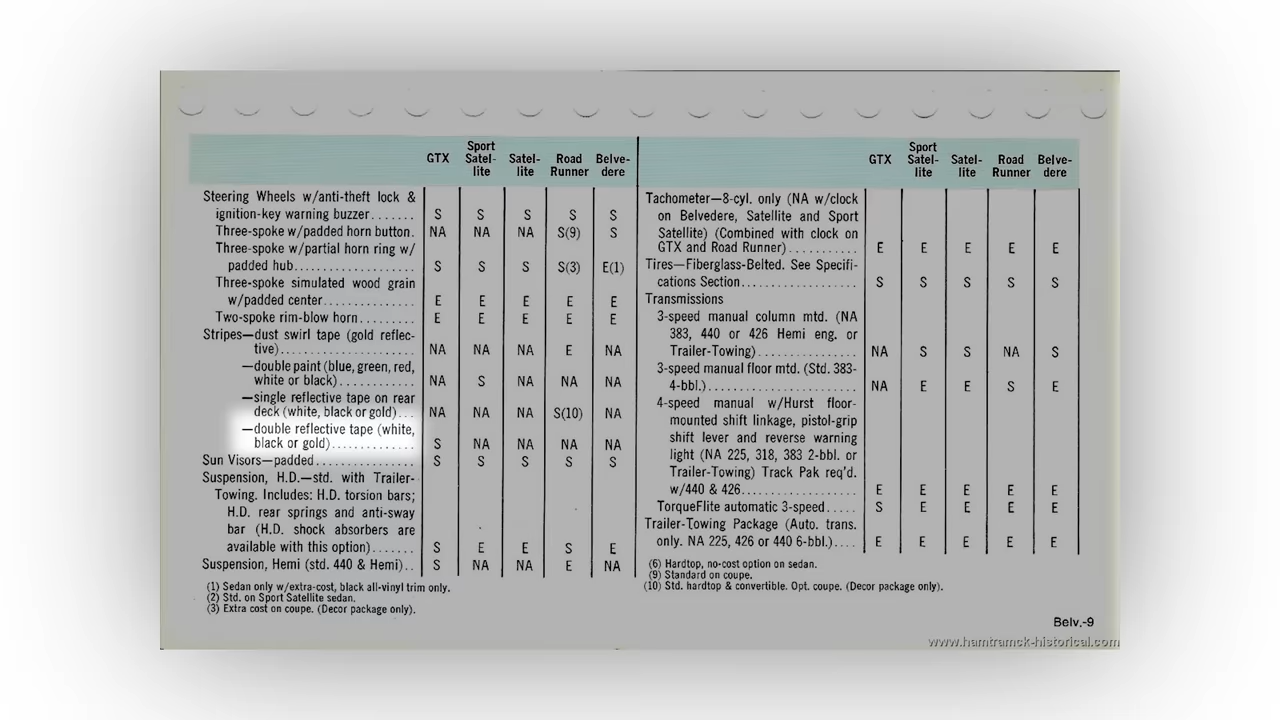 GTX Sport Satel-lite Satel-lite Road Runner Belve-dere
Steering Wheels w/anti-theft lock &
ignition-key warning buzzer....... S S S S S
Three-spoke w/padded horn button. NA NA NA S(9) S
Three-spoke w/partial horn ring w/
padded hub................... S S S S(3) E(1)
Three-spoke simulated wood grain
w/padded center.............. E E E E E
Two-spoke rim-blow horn......... E E E E E
Stripes—dust swirl tape (gold reflec-
tive)..................... NA NA NA E NA
—double paint (blue, green, red,
white or black)........... NA S NA NA NA
—single reflective tape on rear
deck (white, black or gold)... NA NA NA S(10) NA
—double reflective tape (white,
black or gold)............. S NA NA NA NA
Sun Visors—padded............... S S S S S
Suspension, H.D.—std. with Trailer-
Towing. Includes: H.D. torsion bars;
H.D. rear springs and anti-sway
bar (H.D. shock absorbers are
available with this option)....... S E E S E
Suspension, Hemi (std. 440 & Hemi).. S NA NA E NA
(1) Sedan only w/extra-cost, black all-vinyl trim only.
(2) Std. on Sport Satellite sedan.
(3) Extra cost on coupe. (Decor package only).
GTX Sport Satel-lite Satel-lite Road Runner Belve-dere
Tachometer—8-cyl. only (NA w/clock
on Belvedere, Satellite and Sport
Satellite) (Combined with clock on
GTX and Road Runner)........... E E E E E
Tires—Fiberglass-Belted. See Specifi-
cations Section................. S S S S S
Transmissions
3-speed manual column mtd. (NA
383, 440 or 426 Hemi eng. or
Trailer-Towing)................ NA S S NA S
3-speed manual floor mtd. (Std. 383-
4-bbl.)....................... NA E E S E
4-speed manual w/Hurst floor-
mounted shift linkage, pistol-grip
shift lever and reverse warning
light (NA 225, 318, 383 2-bbl. or
Trailer-Towing) Track Pak req'd.
w/440 & 426.................. E E E E E
TorqueFlite automatic 3-speed..... S E E E E
Trailer-Towing Package (Auto. trans.
only. NA 225, 426 or 440 6-bbl.).... E E E E E
(6) Hardtop, no-cost option on sedan.
(9) Standard on coupe.
(10) Std. hardtop & convertible. Opt. coupe. (Decor package only).
Belv.-9
www.hamtramck-historical.com